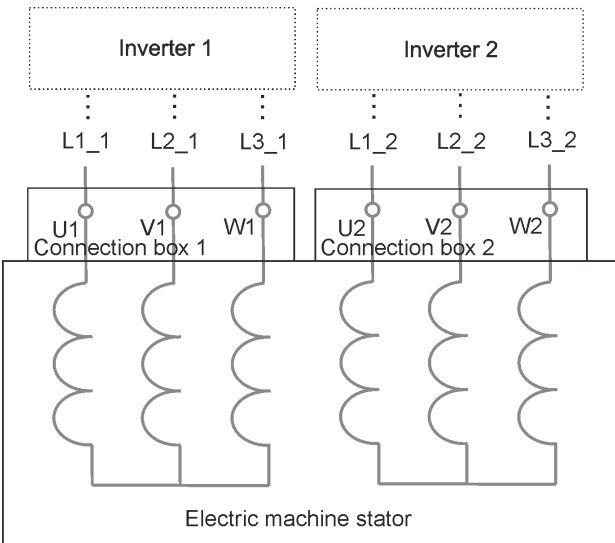 Inverter 1 Inverter 2
L1_1 L2_1 L3_1 L1_2 L2_2 L3_2
U1 V1 W1 U2 V2 W2
Connection box 1 Connection box 2
Electric machine stator